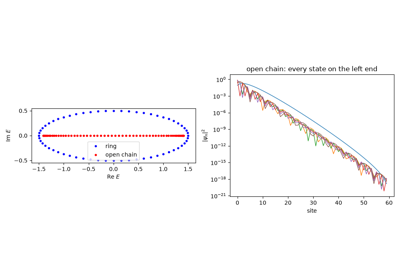 open chain: every state on the left end
Im E
0.5
0.0
−0.5
ring
open chain
−1.5 −1.0 −0.5 0.0 0.5 1.0 1.5
Re E
|ψₙ|²
10⁰
10⁻³
10⁻⁶
10⁻⁹
10⁻¹²
10⁻¹⁵
10⁻¹⁸
10⁻²¹
0 10 20 30 40 50 60
site